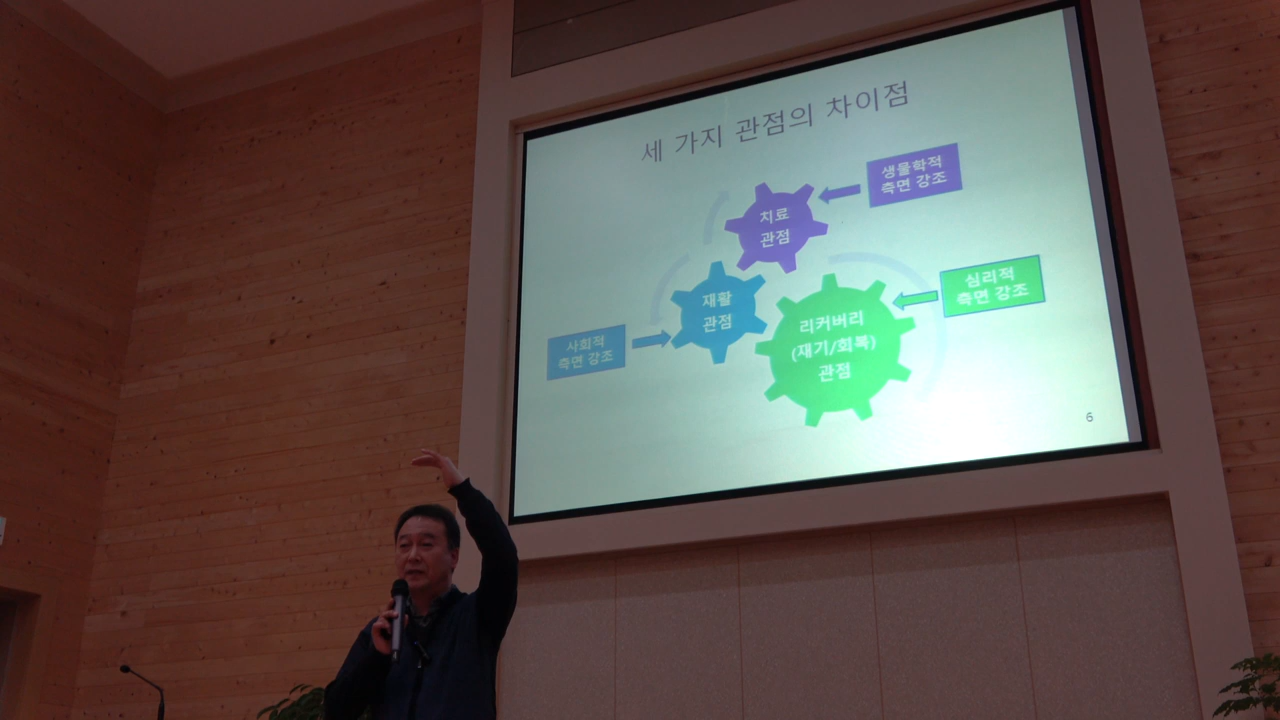 세 가지 관점의 차이점
생물학적
측면 강조
치료
관점
심리적
측면 강조
재활
관점
리커버리
(재기/회복)
관점
사회적
측면 강조
6